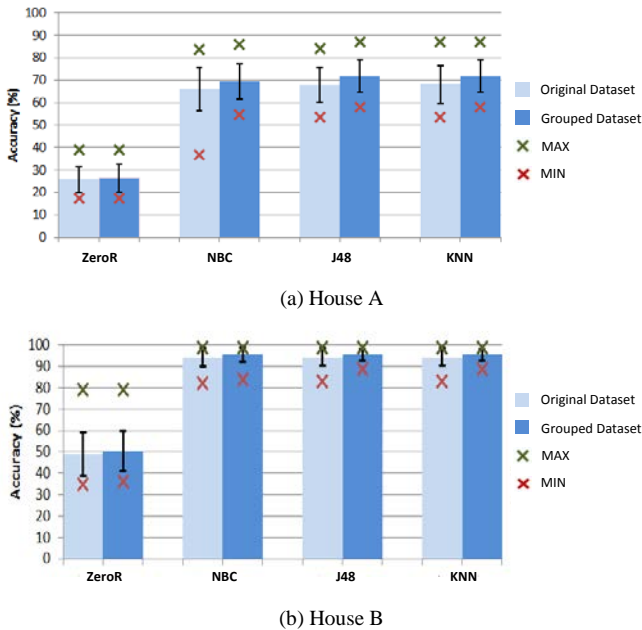 100
90
80
70
60
50
40
30
20
10
0
Accuracy (%)
ZeroR NBC J48 KNN
Original Dataset
Grouped Dataset
MAX
MIN
(a) House A
100
90
80
70
60
50
40
30
20
10
0
Accuracy (%)
ZeroR NBC J48 KNN
Original Dataset
Grouped Dataset
MAX
MIN
(b) House B